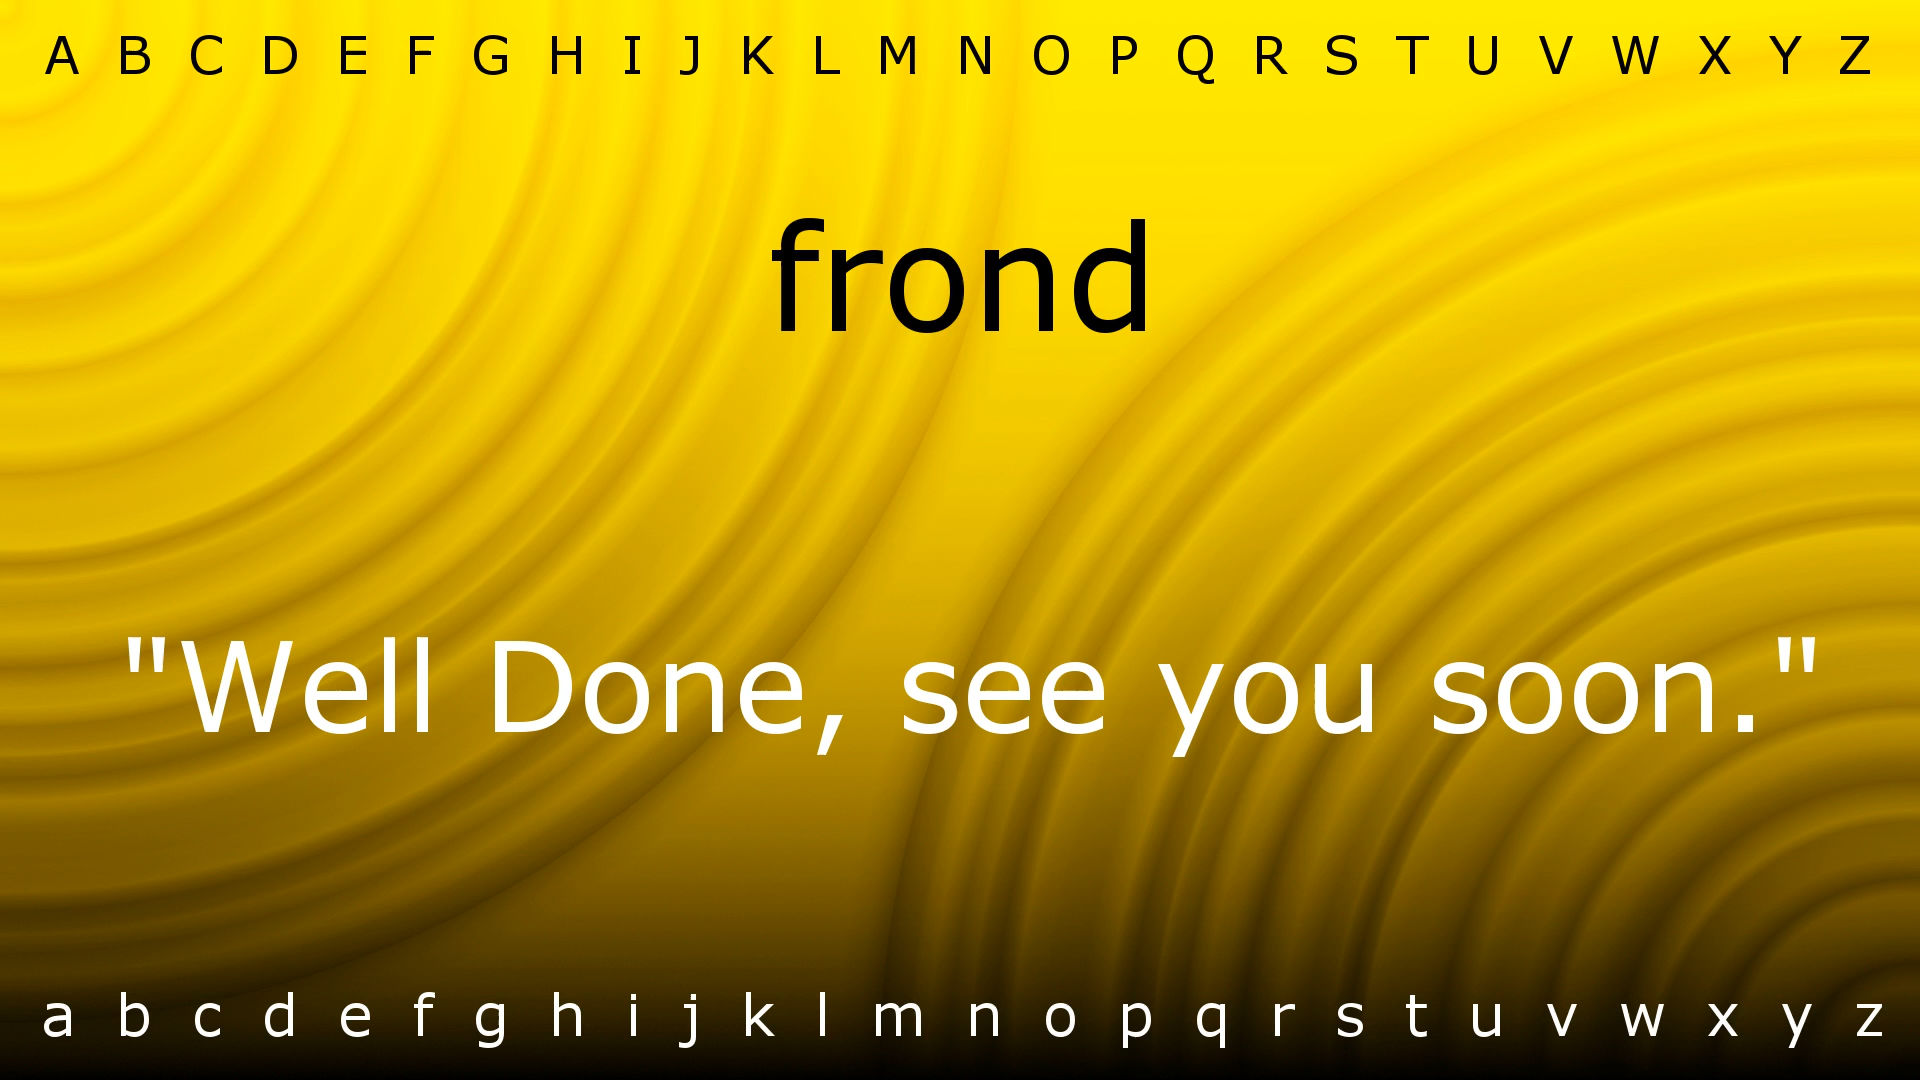 A B C D E F G H I J K L M N O P Q R S T U V W X Y Z
frond
"Well Done, see you soon."
a b c d e f g h i j k l m n o p q r s t u v w x y z